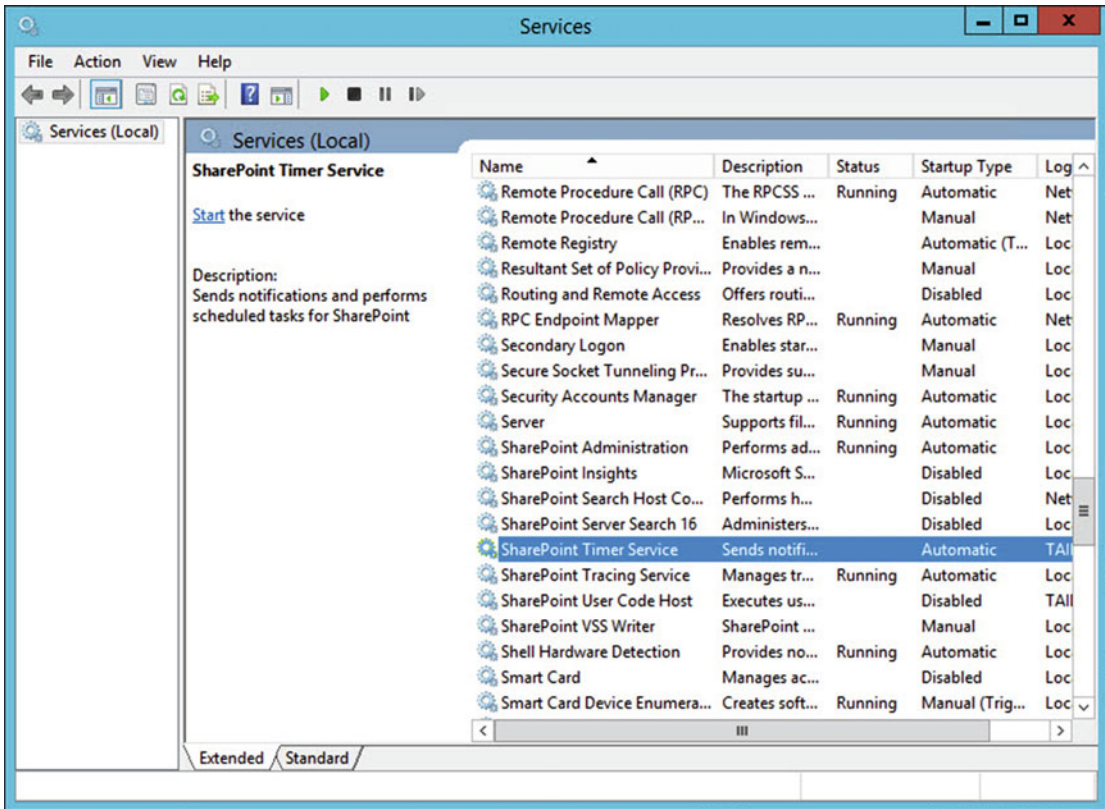 Services
File Action View Help
Services (Local)
Services (Local)
SharePoint Timer Service
Start the service
Description:
Sends notifications and performs
scheduled tasks for SharePoint
Name Description Status Startup Type Log
Remote Procedure Call (RPC) The RPCSS ... Running Automatic Net
Remote Procedure Call (RP... In Windows... Manual Net
Remote Registry Enables rem... Automatic (T... Loc
Resultant Set of Policy Provi... Provides a n... Manual Loc
Routing and Remote Access Offers routi... Disabled Loc
RPC Endpoint Mapper Resolves RP... Running Automatic Net
Secondary Logon Enables star... Manual Loc
Secure Socket Tunneling Pr... Provides su... Manual Loc
Security Accounts Manager The startup ... Running Automatic Loc
Server Supports fil... Running Automatic Loc
SharePoint Administration Performs ad... Running Automatic Loc
SharePoint Insights Microsoft S... Disabled Loc
SharePoint Search Host Co... Performs h... Disabled Net
SharePoint Server Search 16 Administers... Disabled Loc
SharePoint Timer Service Sends notifi... Automatic TAI
SharePoint Tracing Service Manages tr... Running Automatic Loc
SharePoint User Code Host Executes us... Disabled TAI
SharePoint VSS Writer SharePoint ... Manual Loc
Shell Hardware Detection Provides no... Running Automatic Loc
Smart Card Manages ac... Disabled Loc
Smart Card Device Enumera... Creates soft... Running Manual (Trig... Loc
Extended Standard